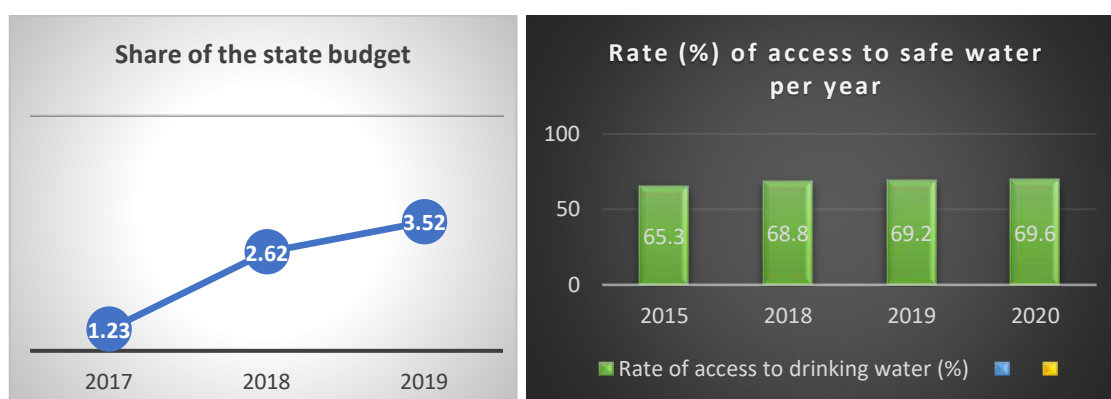 Share of the state budget
1.23
2.62
3.52
2017 2018 2019
Rate (%) of access to safe water
per year
100
50
0
65.3 68.8 69.2 69.6
2015 2018 2019 2020
Rate of access to drinking water (%)